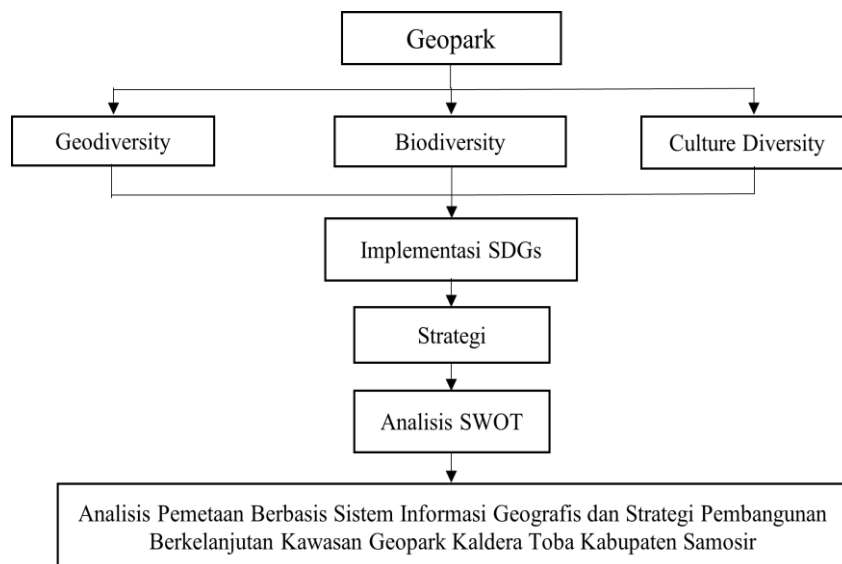 Geopark
Geodiversity
Biodiversity
Culture Diversity
Implementasi SDGs
Strategi
Analisis SWOT
Analisis Pemetaan Berbasis Sistem Informasi Geografis dan Strategi Pembangunan
Berkelanjutan Kawasan Geopark Kaldera Toba Kabupaten Samosir